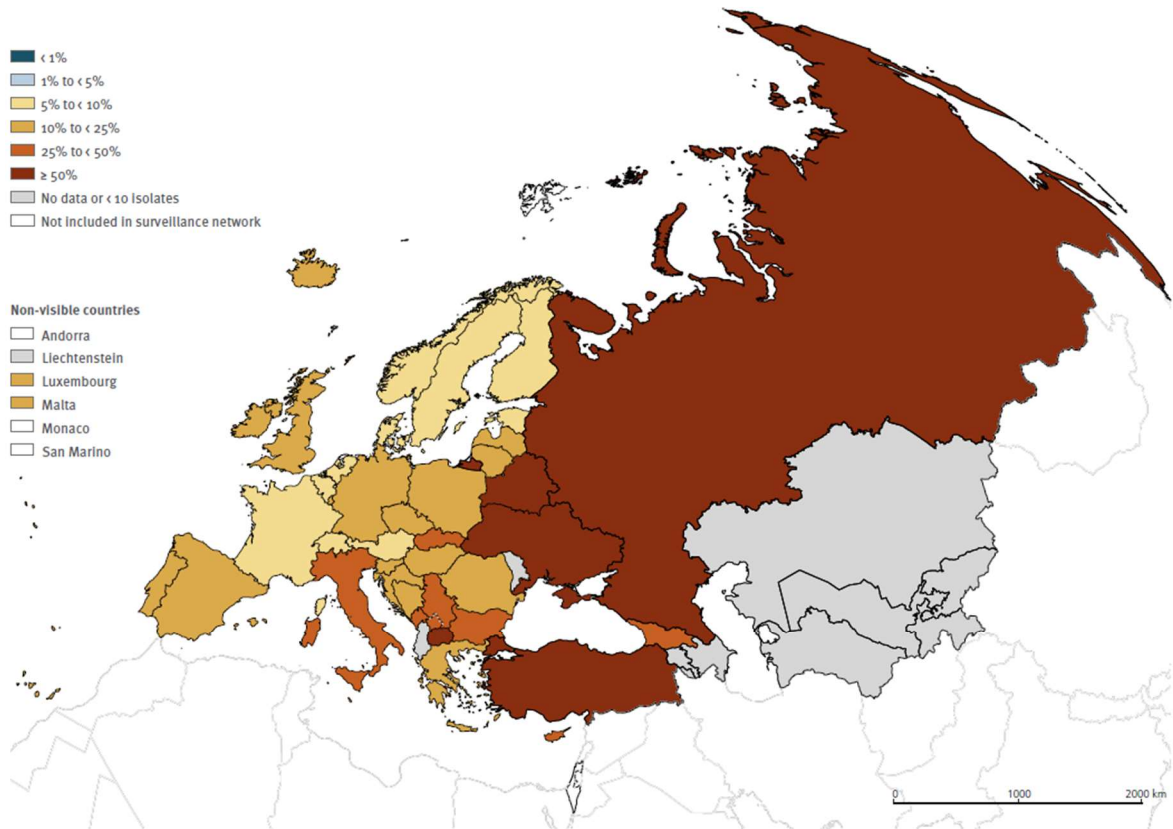 < 1%
1% to < 5%
5% to < 10%
10% to < 25%
25% to < 50%
≥ 50%
No data or < 10 isolates
Not included in surveillance network
Non-visible countries
Andorra
Liechtenstein
Luxembourg
Malta
Monaco
San Marino
0 1000 2000 km